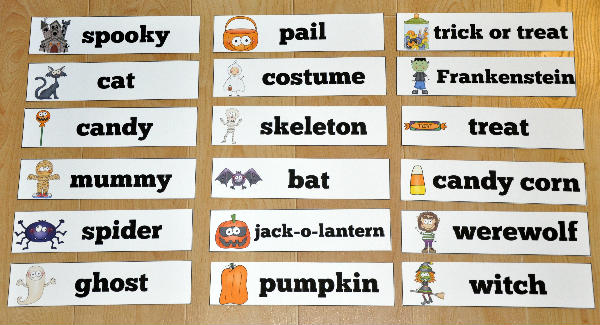 spooky
pail
trick or treat
cat
costume
Frankenstein
candy
skeleton
treat
mummy
bat
candy corn
spider
jack-o-lantern
werewolf
ghost
pumpkin
witch